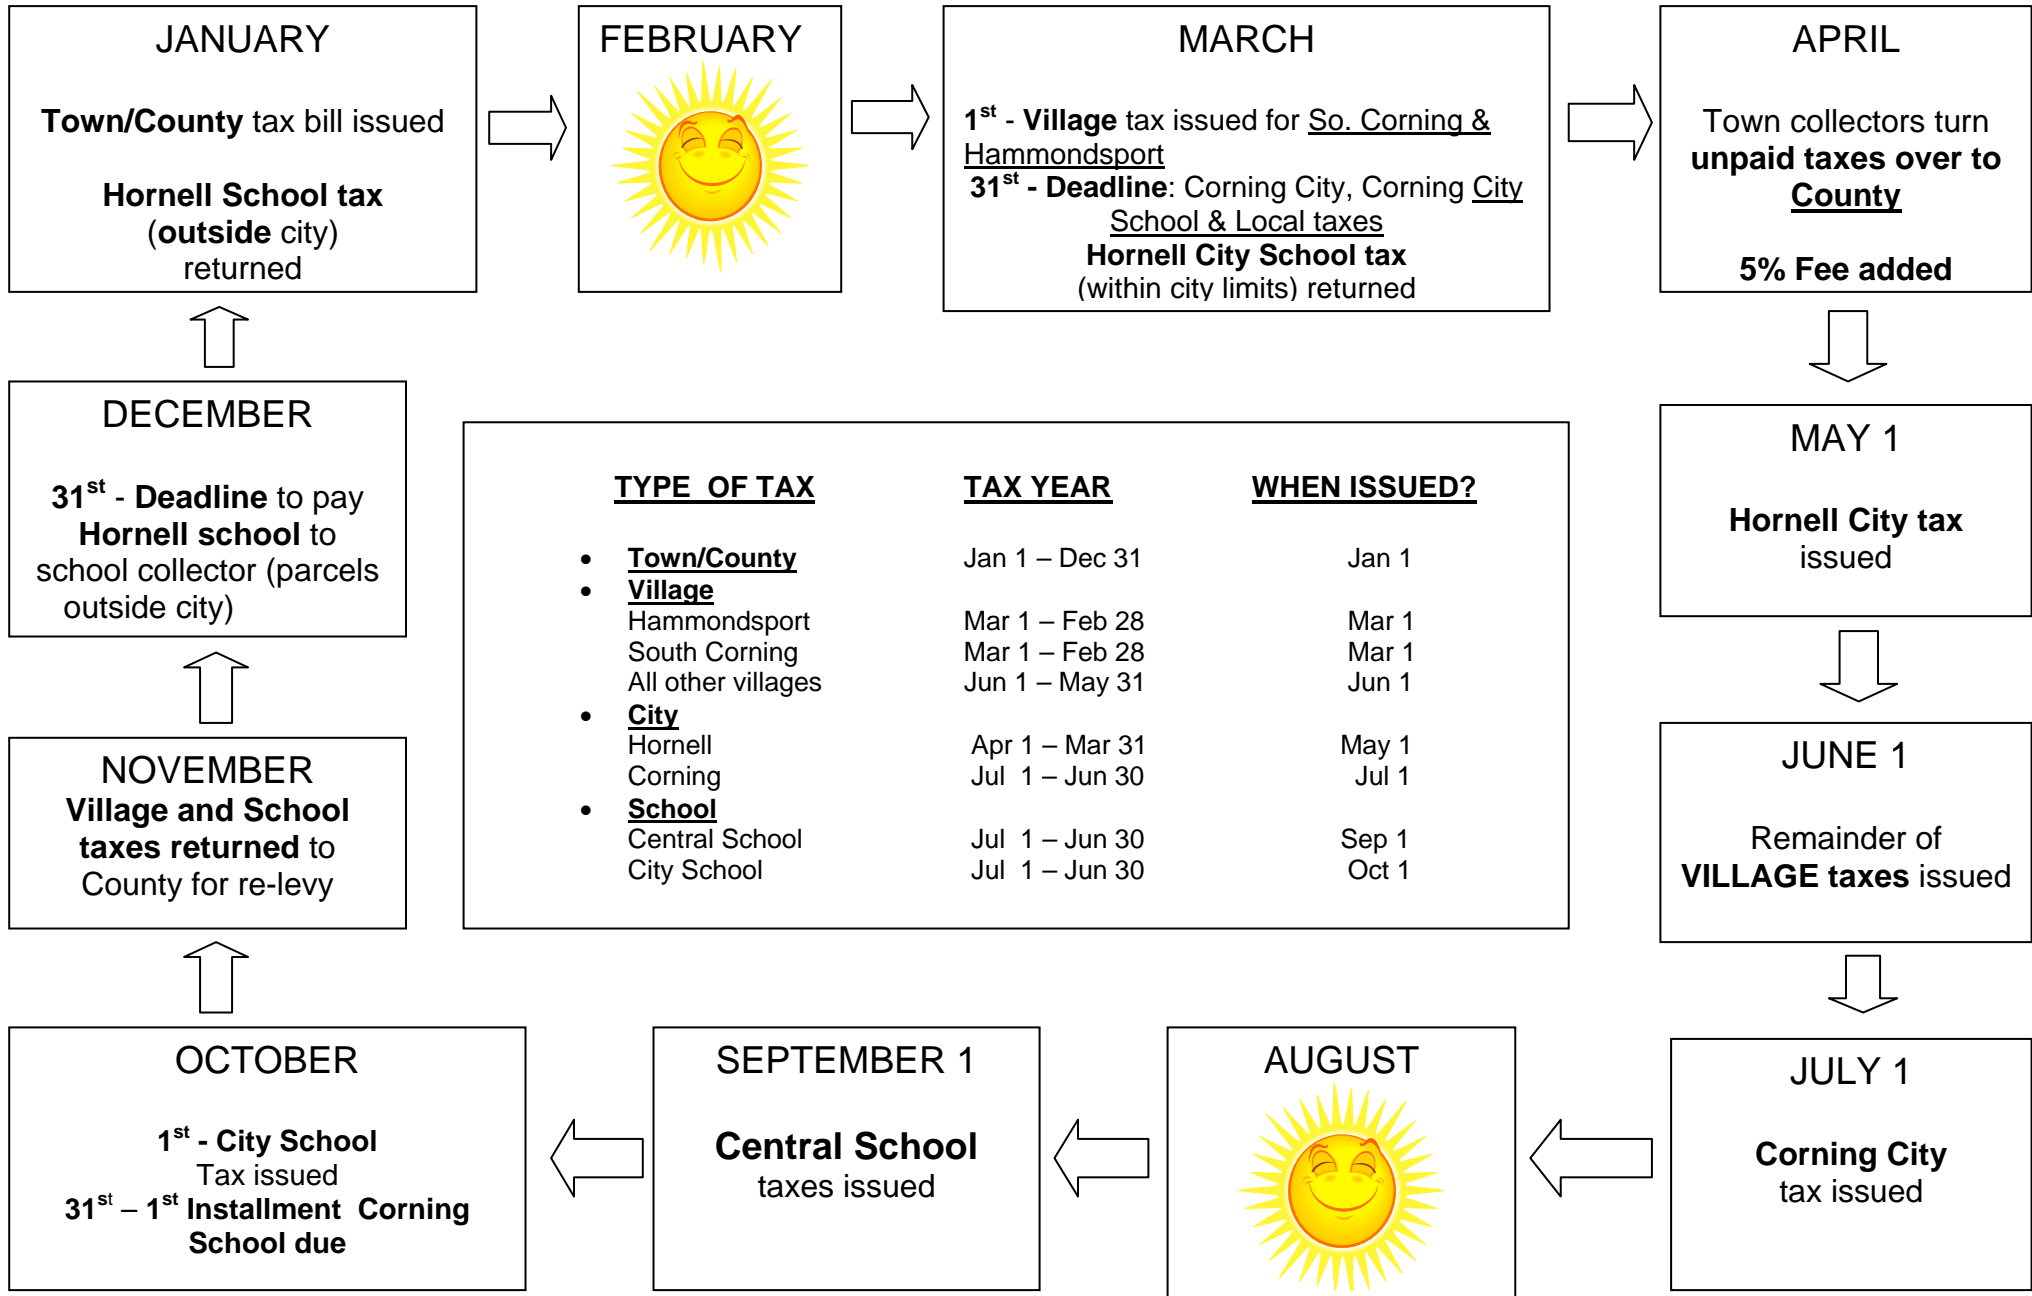 JANUARY
Town/County tax bill issued
Hornell School tax
(outside city)
returned
FEBRUARY
MARCH
1st - Village tax issued for So. Corning &
Hammondsport
31st - Deadline: Corning City, Corning City
School & Local taxes
Hornell City School tax
(within city limits) returned
APRIL
Town collectors turn
unpaid taxes over to
County
5% Fee added
MAY 1
Hornell City tax
issued
JUNE 1
Remainder of
VILLAGE taxes issued
JULY 1
Corning City
tax issued
AUGUST
SEPTEMBER 1
Central School
taxes issued
OCTOBER
1st - City School
Tax issued
31st – 1st Installment Corning
School due
NOVEMBER
Village and School
taxes returned to
County for re-levy
DECEMBER
31st - Deadline to pay
Hornell school to
school collector (parcels
outside city)
TYPE OF TAX TAX YEAR WHEN ISSUED?
• Town/County Jan 1 – Dec 31 Jan 1
• Village
Hammondsport Mar 1 – Feb 28 Mar 1
South Corning Mar 1 – Feb 28 Mar 1
All other villages Jun 1 – May 31 Jun 1
• City
Hornell Apr 1 – Mar 31 May 1
Corning Jul 1 – Jun 30 Jul 1
• School
Central School Jul 1 – Jun 30 Sep 1
City School Jul 1 – Jun 30 Oct 1